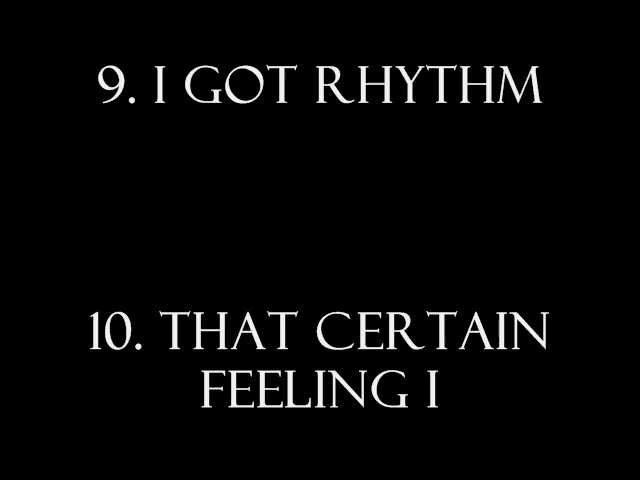 9. I GOT RHYTHM
10. THAT CERTAIN
FEELING I